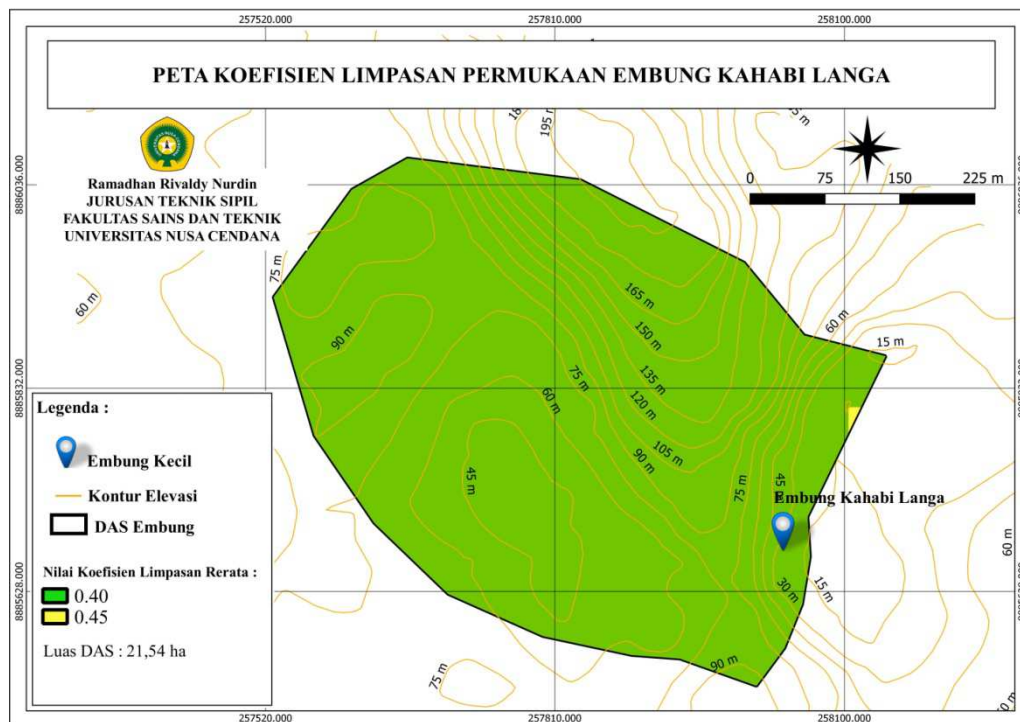 257520.000 257810.000 258100.000
PETA KOEFISIEN LIMPASAN PERMUKAAN EMBUNG KAHABI LANGA
Ramadhan Rivaldy Nurdin
JURUSAN TEKNIK SIPIL
FAKULTAS SAINS DAN TEKNIK
UNIVERSITAS NUSA CENDANA
0 75 150 225 m
8886036.000
8885832.000
8885628.000
195 m
75 m
60 m
90 m
165 m
150 m
135 m
120 m
105 m
90 m
75 m
60 m
45 m
60 m
15 m
75 m
Embung Kahabi Langa
30 m
15 m
60 m
90 m
75 m
Legenda :
Embung Kecil
Kontur Elevasi
DAS Embung
Nilai Koefisien Limpasan Rerata :
0.40
0.45
Luas DAS : 21,54 ha
257520.000 257810.000 258100.000